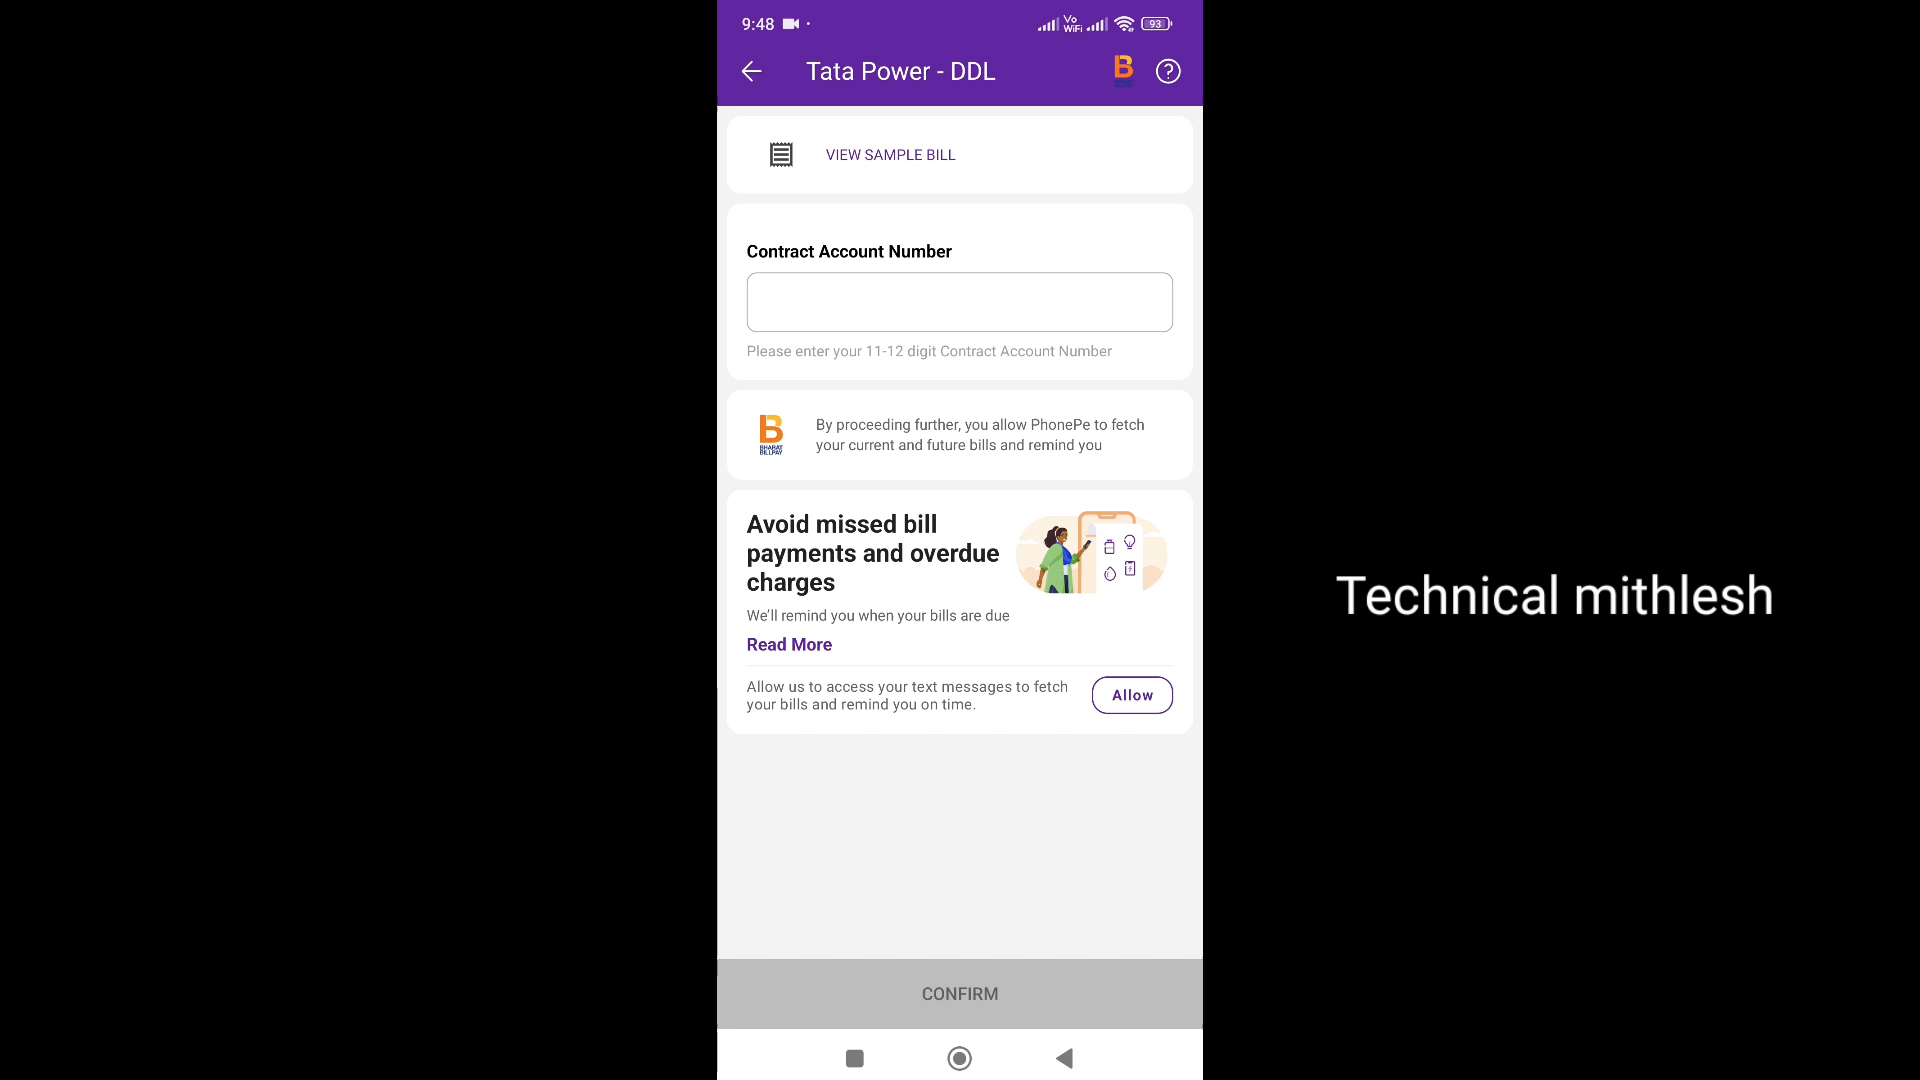 9:48
Vo
WiFi
93
Tata Power - DDL
VIEW SAMPLE BILL
Contract Account Number
Please enter your 11-12 digit Contract Account Number
BHARAT
BILLPAY
By proceeding further, you allow PhonePe to fetch
your current and future bills and remind you
Avoid missed bill
payments and overdue
charges
We'll remind you when your bills are due
Read More
Allow us to access your text messages to fetch
your bills and remind you on time.
Allow
Technical mithlesh
CONFIRM